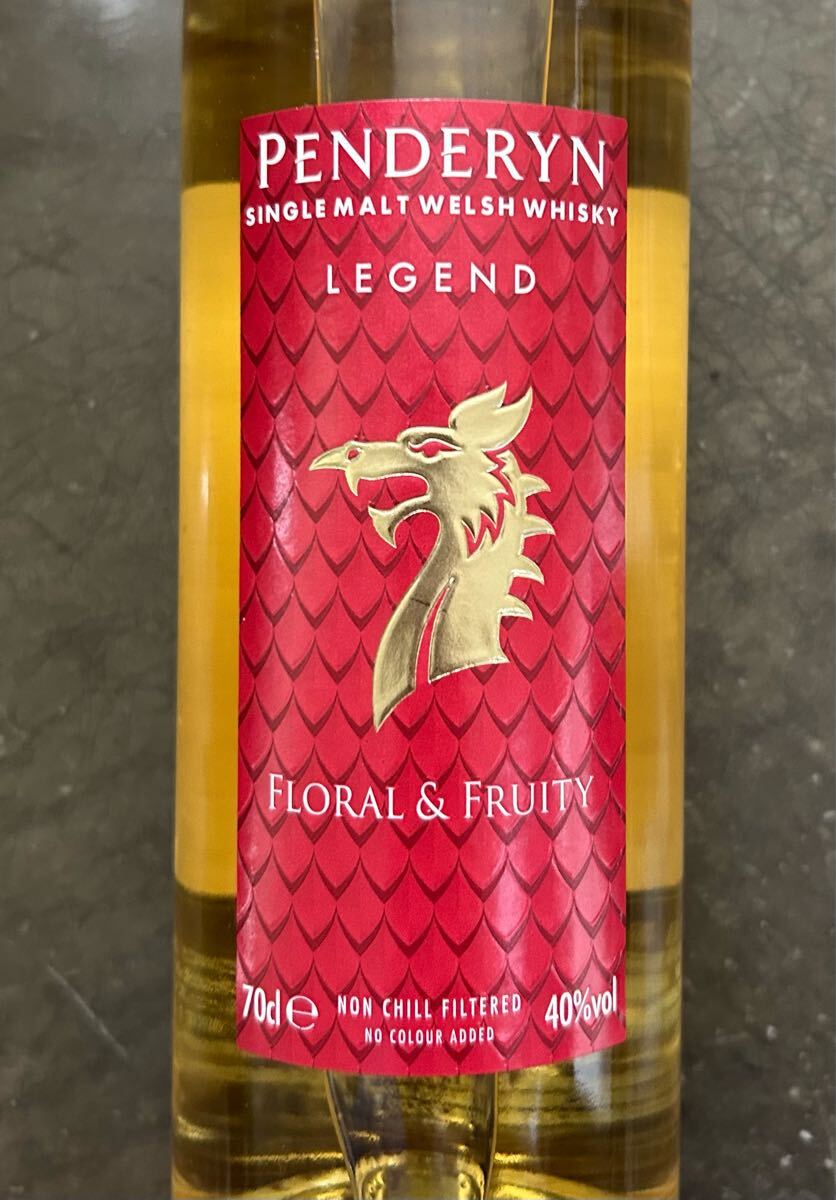 PENDERYN
SINGLE MALT WELSH WHISKY
LEGEND
FLORAL & FRUITY
70cl ℮ NON CHILL FILTERED 40%vol
NO COLOUR ADDED